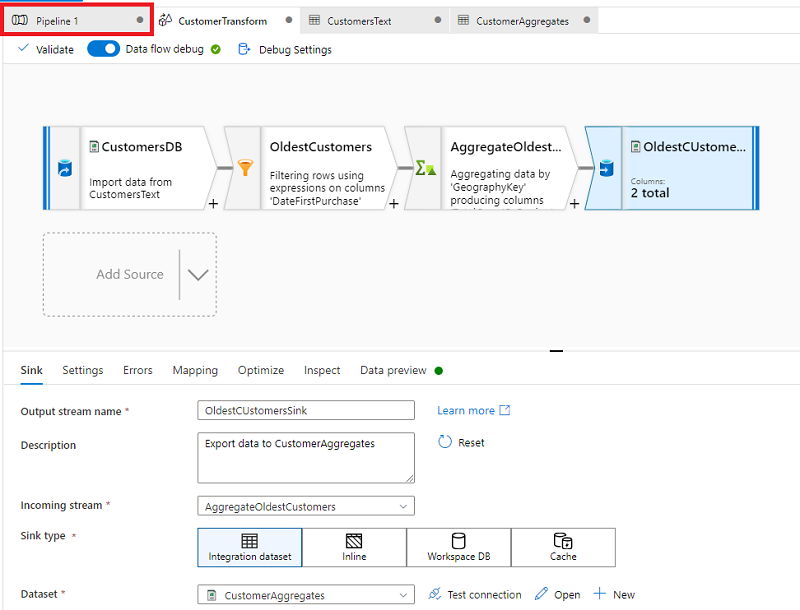 Pipeline 1
CustomerTransform
CustomersText
CustomerAggregates
Validate
Data flow debug
Debug Settings
CustomersDB
Import data from
CustomersText
+
OldestCustomers
Filtering rows using
expressions on columns
'DateFirstPurchase'
+
AggregateOldest...
Aggregating data by
'GeographyKey'
producing columns
+
OldestCUstome...
Columns:
2 total
Add Source
Sink
Settings
Errors
Mapping
Optimize
Inspect
Data preview
Output stream name *
OldestCUstomersSink
Learn more
Description
Export data to CustomerAggregates
Reset
Incoming stream *
AggregateOldestCustomers
Sink type *
Integration dataset
Inline
Workspace DB
Cache
Dataset *
CustomerAggregates
Test connection
Open
New